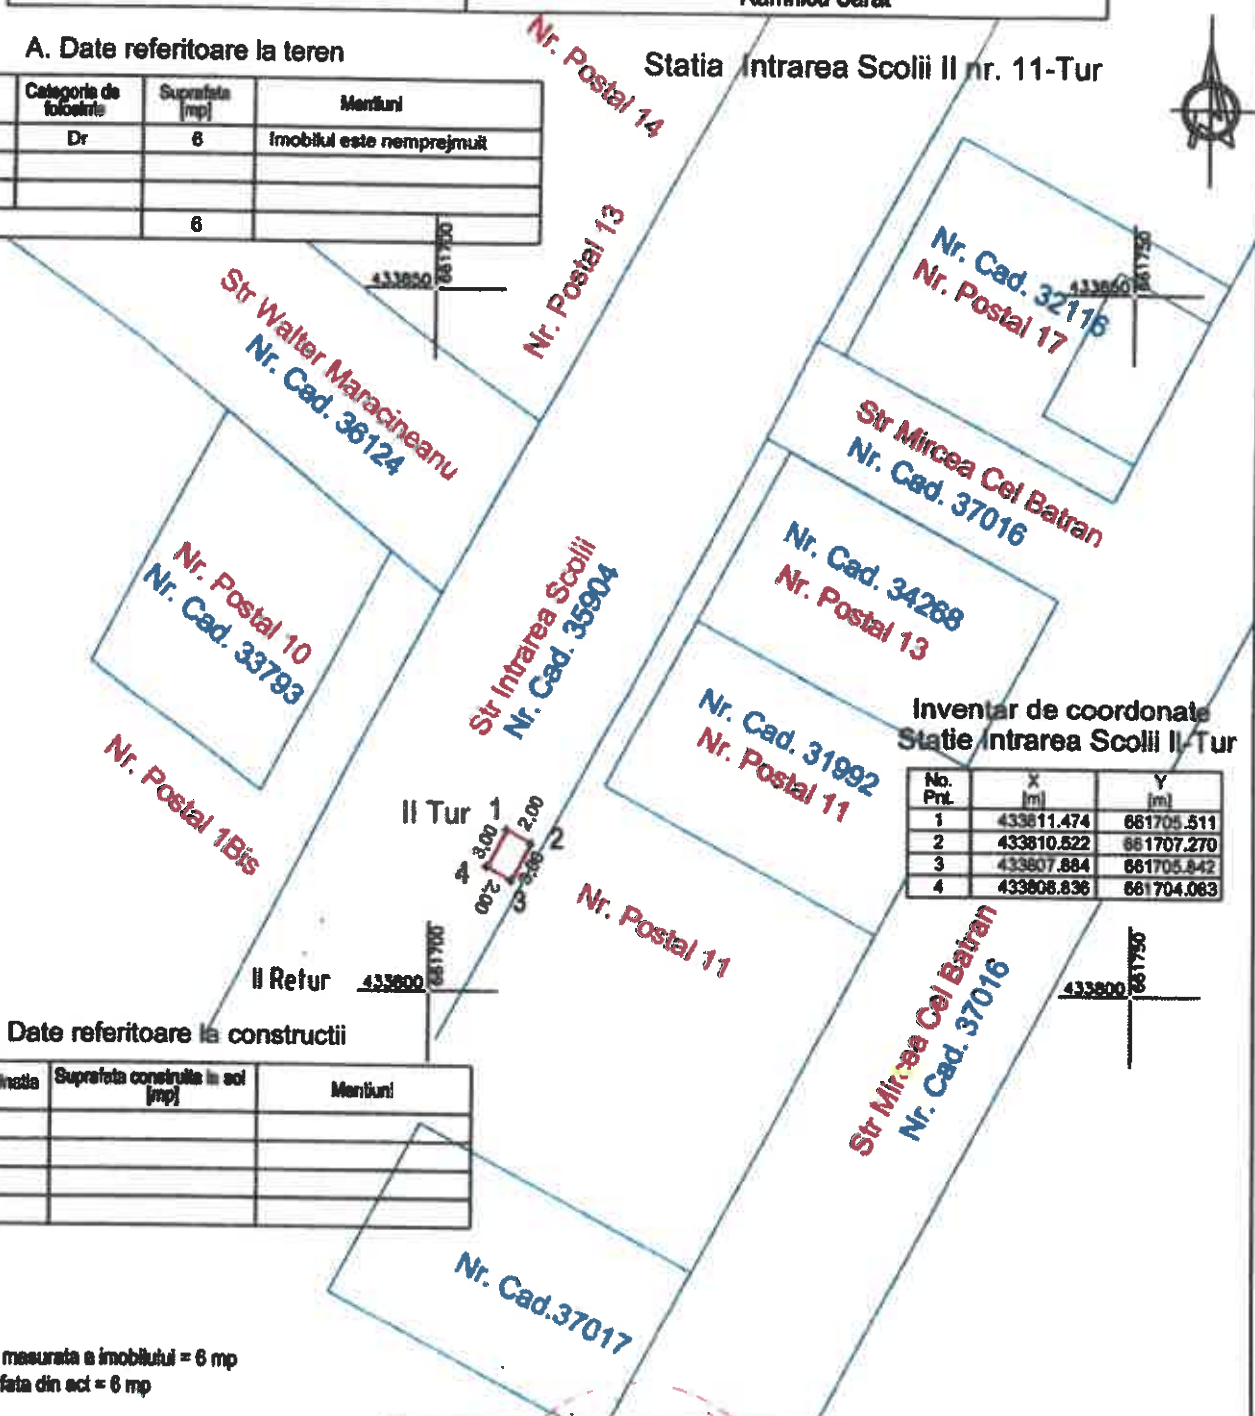 Ramnicu Sarat
A. Date referitoare la teren
Categoria de folosinta
Suprafata [mp]
Mentiuni
Dr
6
Imobilul este neimprejmuit
6
Statia Intrarea Scolii II nr. 11-Tur
Nr. Postal 14
Nr. Postal 13
433850
661700
433850
661750
Nr. Cad. 32116
Nr. Postal 17
Str Walter Maracineanu
Nr. Cad. 36124
Str Mircea Cel Batran
Nr. Cad. 37016
Nr. Cad. 34268
Nr. Postal 13
Nr. Postal 10
Nr. Cad. 33793
Str Intrarea Scolii
Nr. Cad. 35904
Nr. Cad. 31992
Nr. Postal 11
Nr. Postal 1Bis
Inventar de coordonate
Statie Intrarea Scolii II-Tur
No. Pnt.
X [m]
Y [m]
1 433811.474 661705.511
2 433810.522 661707.270
3 433807.884 661705.842
4 433808.836 661704.083
II Tur
1
2.00
2
3.00
3.00
4
2.00
3
Nr. Postal 11
II Retur
433800
661700
433800
661750
Str Mircea Cel Batran
Nr. Cad. 37016
Date referitoare la constructii
inatia
Suprafata construita la sol [mp]
Mentiuni
Nr. Cad.37017
masurata a imobilului = 6 mp
fata din act = 6 mp